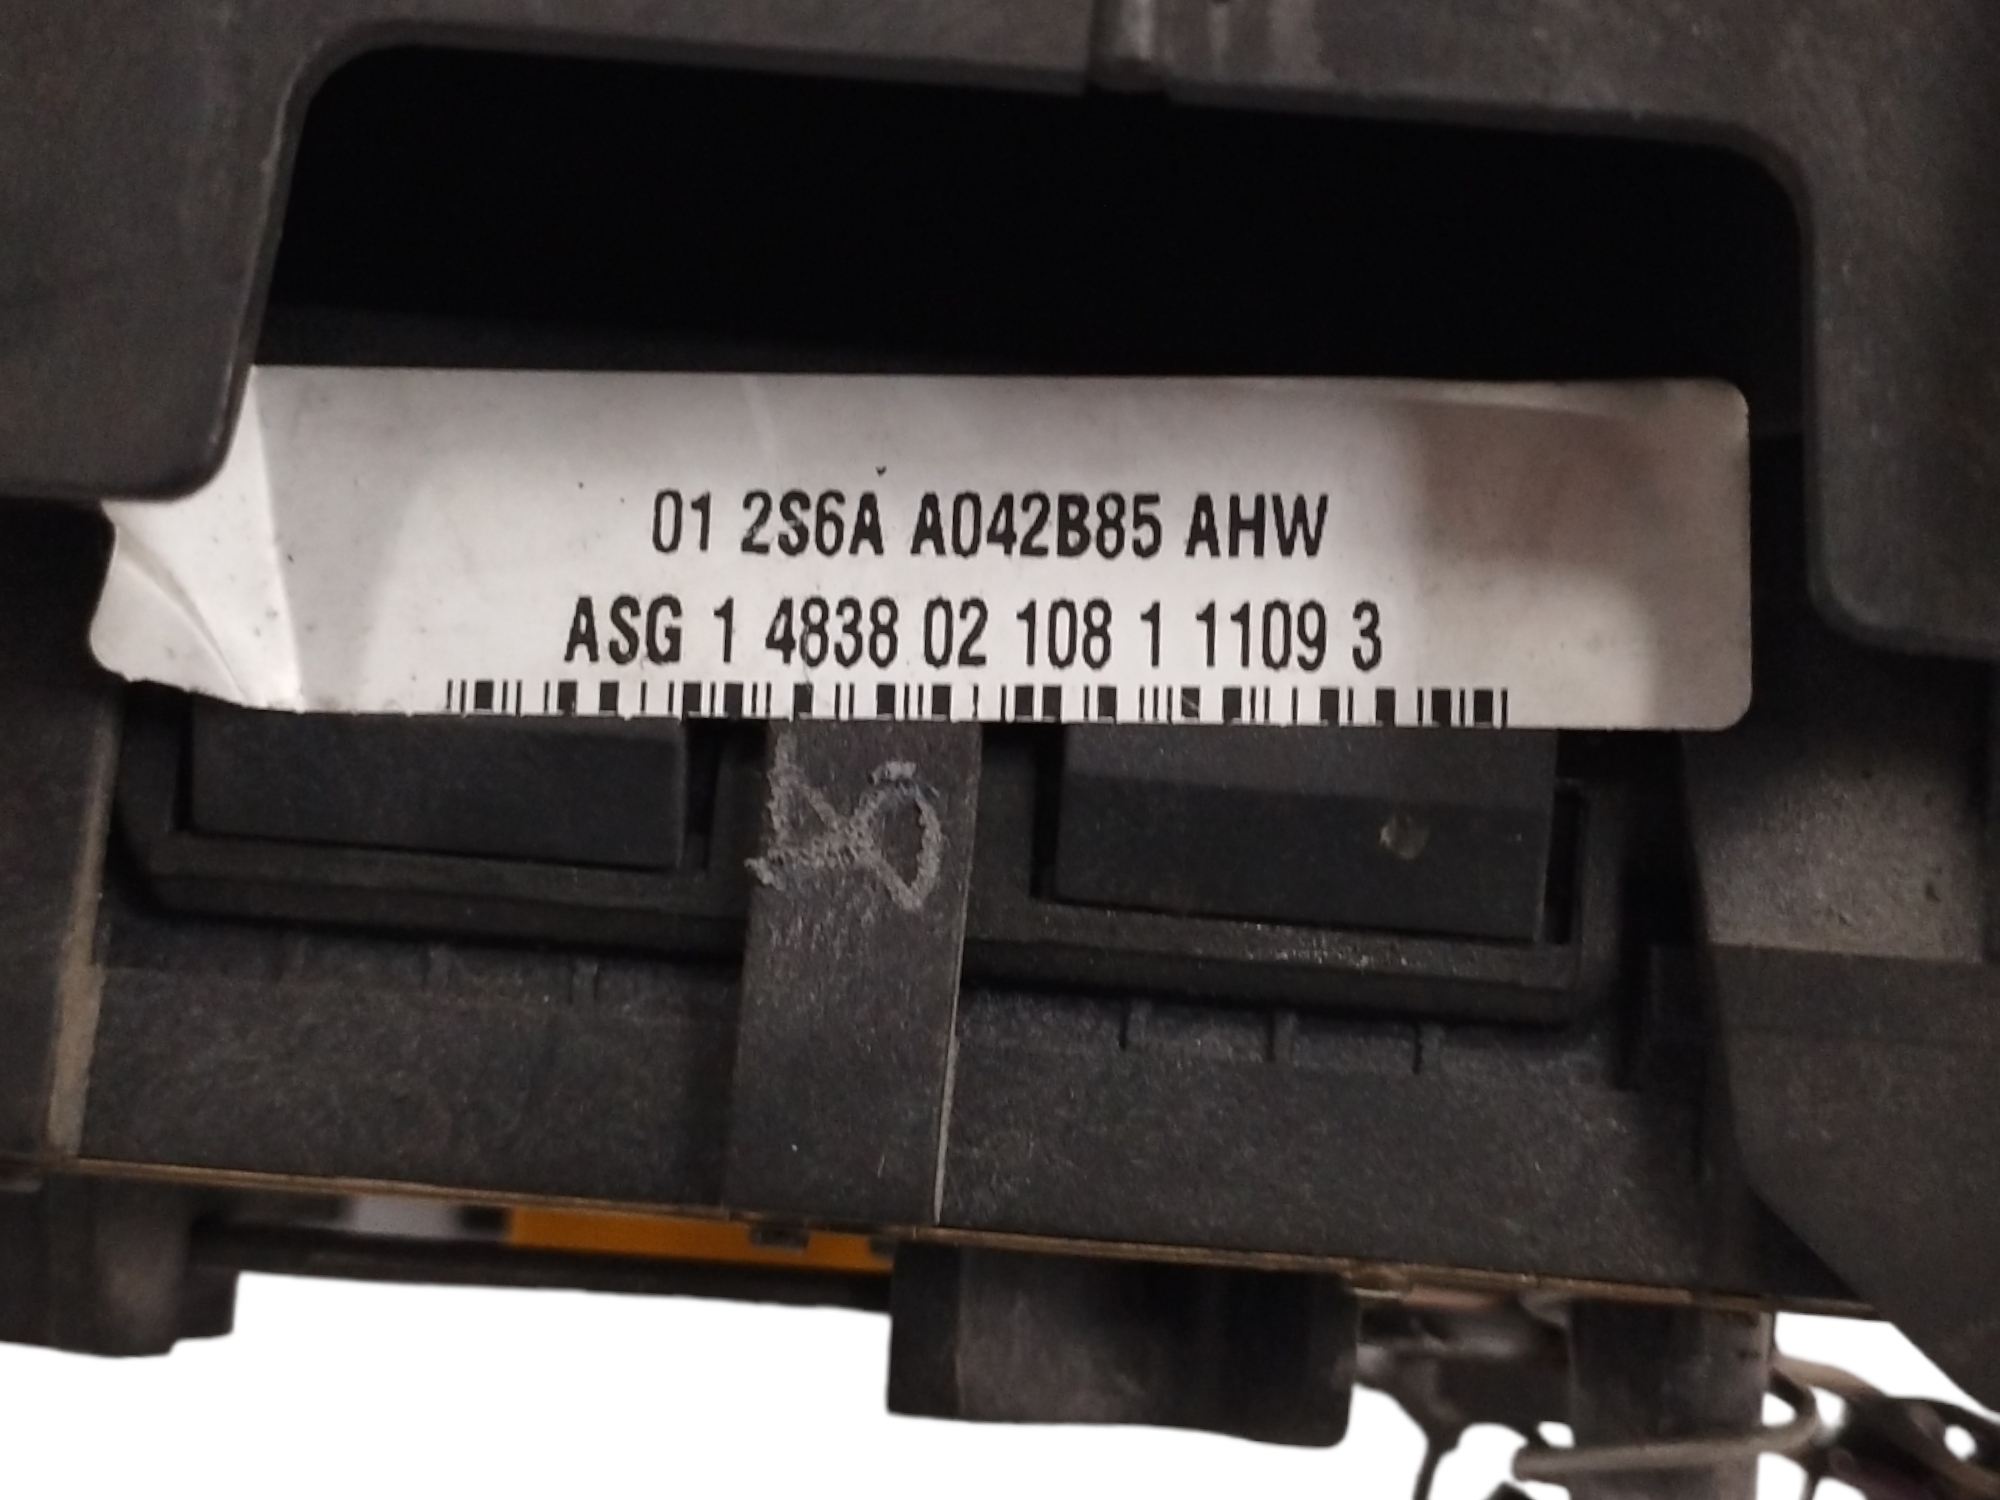 01 2S6A A042B85 AHW
ASG 1 4838 02 108 1 1109 3